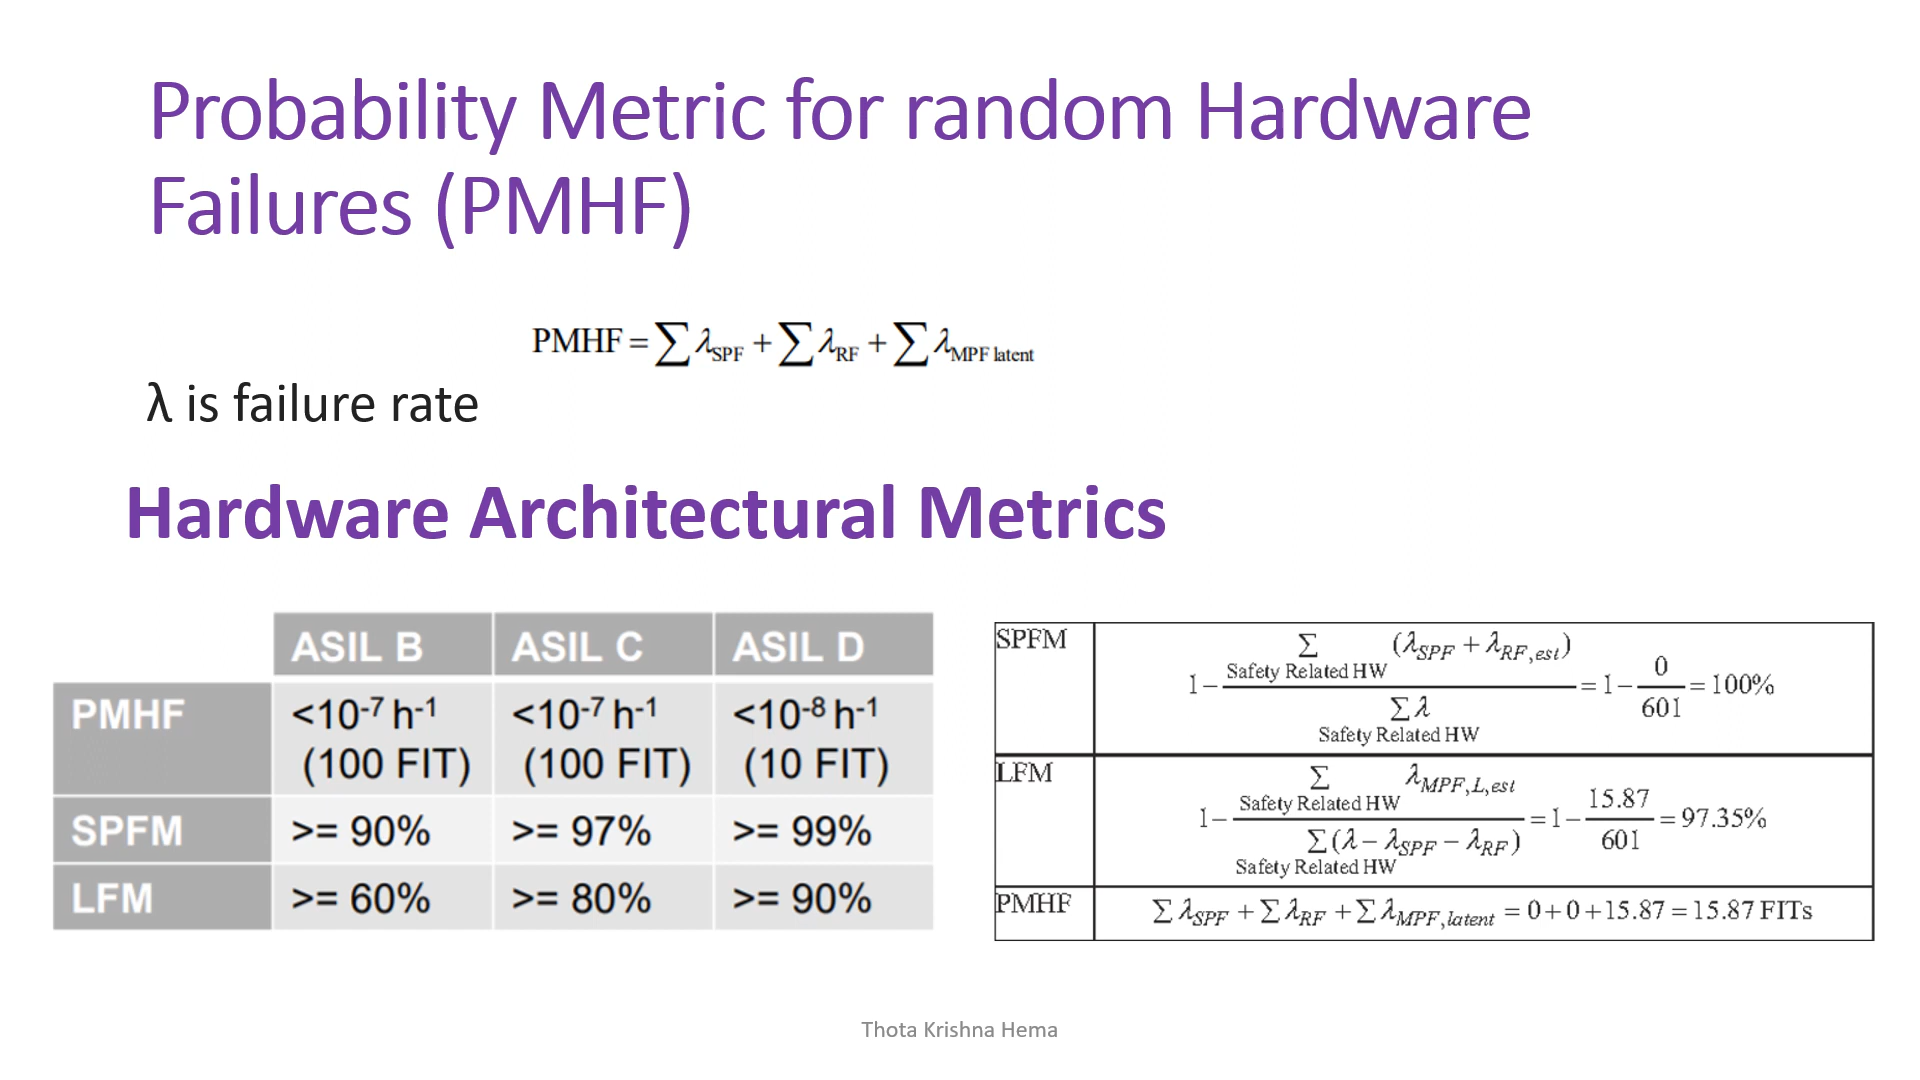 Probability Metric for random Hardware
Failures (PMHF)
PMHF = ∑λSPF + ∑λRF + ∑λMPF latent
λ is failure rate
Hardware Architectural Metrics
ASIL B ASIL C ASIL D
PMHF <10-7 h-1 <10-7 h-1 <10-8 h-1
(100 FIT) (100 FIT) (10 FIT)
SPFM >= 90% >= 97% >= 99%
LFM >= 60% >= 80% >= 90%
SPFM
∑ (λSPF + λRF,est)
Safety Related HW
1− = 1− 0/601 = 100%
∑λ
Safety Related HW
LFM
∑ λMPF,L,est
Safety Related HW
1− = 1− 15.87/601 = 97.35%
∑(λ − λSPF − λRF)
Safety Related HW
PMHF ∑λSPF + ∑λRF + ∑λMPF,latent = 0+0+15.87 = 15.87 FITs
Thota Krishna Hema